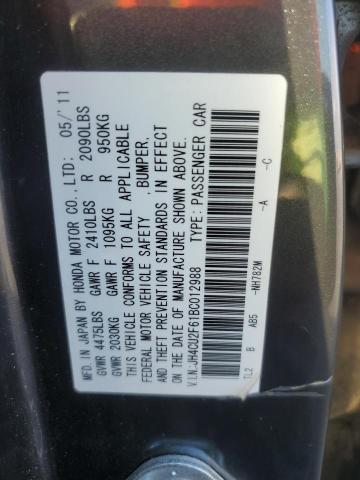 MFD. IN JAPAN BY HONDA MOTOR CO., LTD: 05/'11
GVWR 4475LBS GAWR F 2410LBS R 2090LBS
GVWR 2030KG GAWR F 1095KG R 950KG
THIS VEHICLE CONFORMS TO ALL APPLICABLE
FEDERAL MOTOR VEHICLE SAFETY , BUMPER,
AND THEFT PREVENTION STANDARDS IN EFFECT
ON THE DATE OF MANUFACTURE SHOWN ABOVE.
V.I.N:JH4CU2F61BC012988 TYPE: PASSENGER CAR
-NH782M -A -C
TL2 B AB5